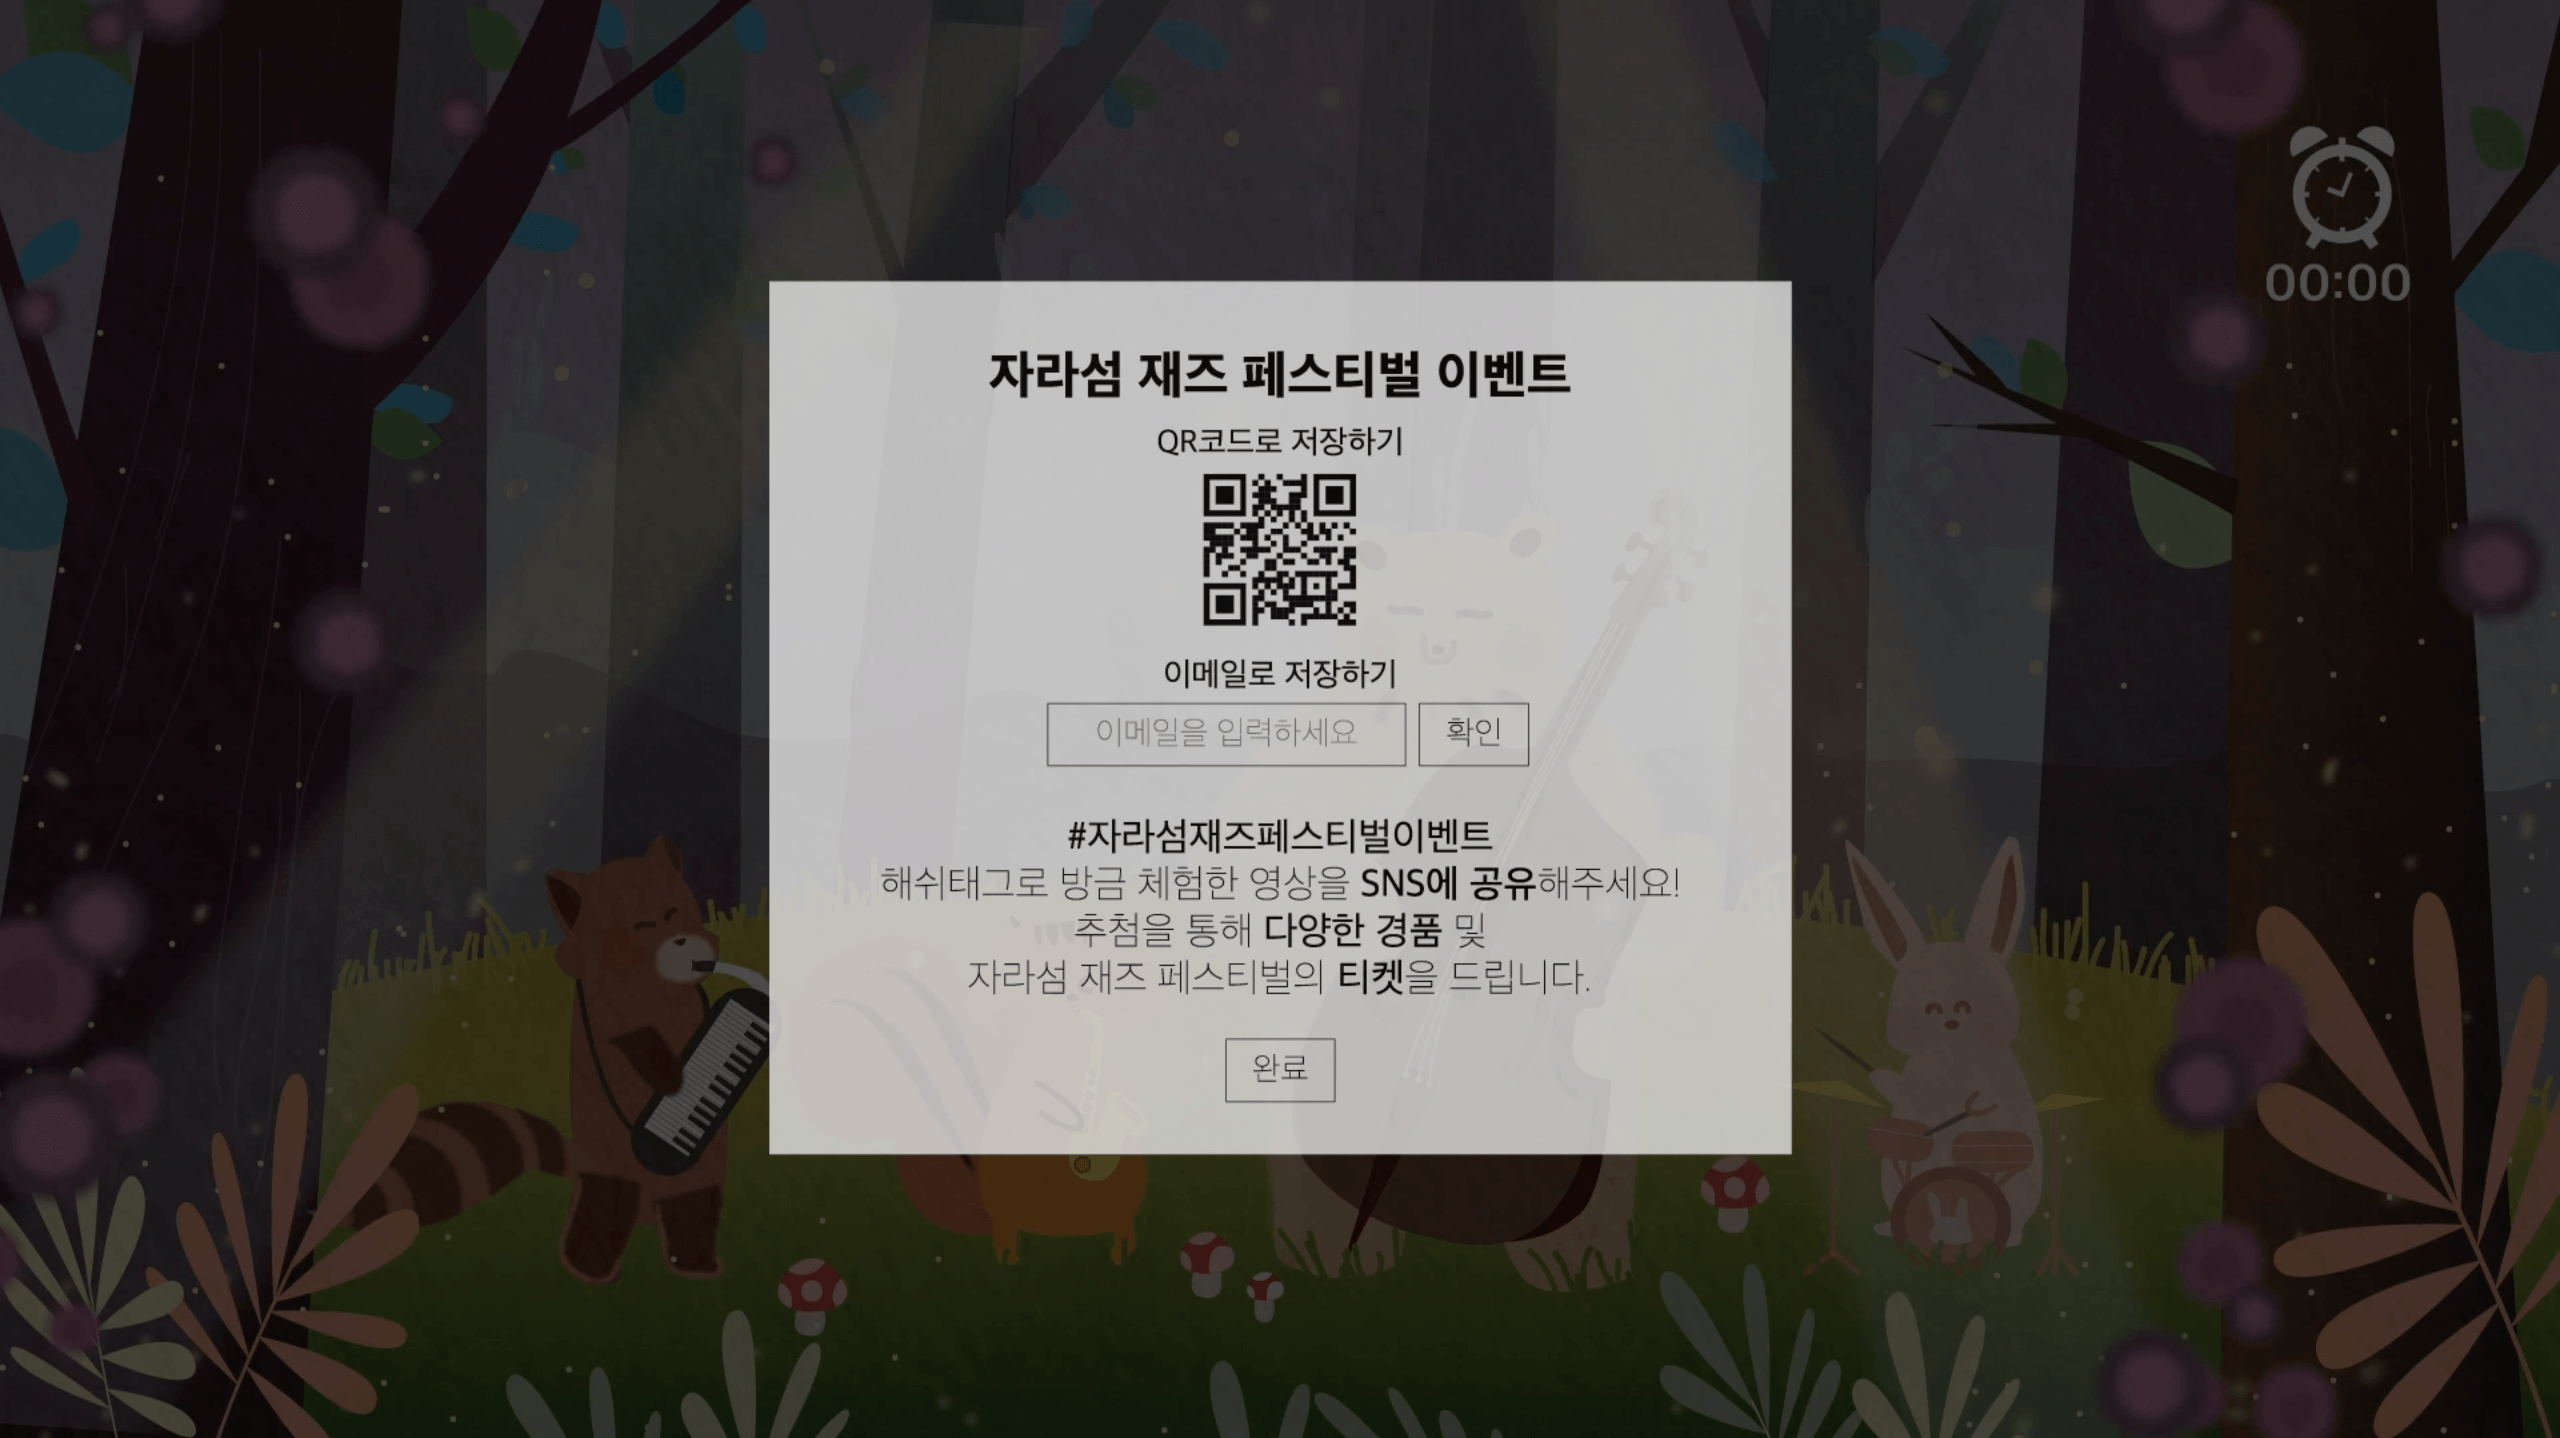 00:00
자라섬 재즈 페스티벌 이벤트
QR코드로 저장하기
이메일로 저장하기
이메일을 입력하세요
확인
#자라섬재즈페스티벌이벤트
해쉬태그로 방금 체험한 영상을 SNS에 공유해주세요!
추첨을 통해 다양한 경품 및
자라섬 재즈 페스티벌의 티켓을 드립니다.
완료